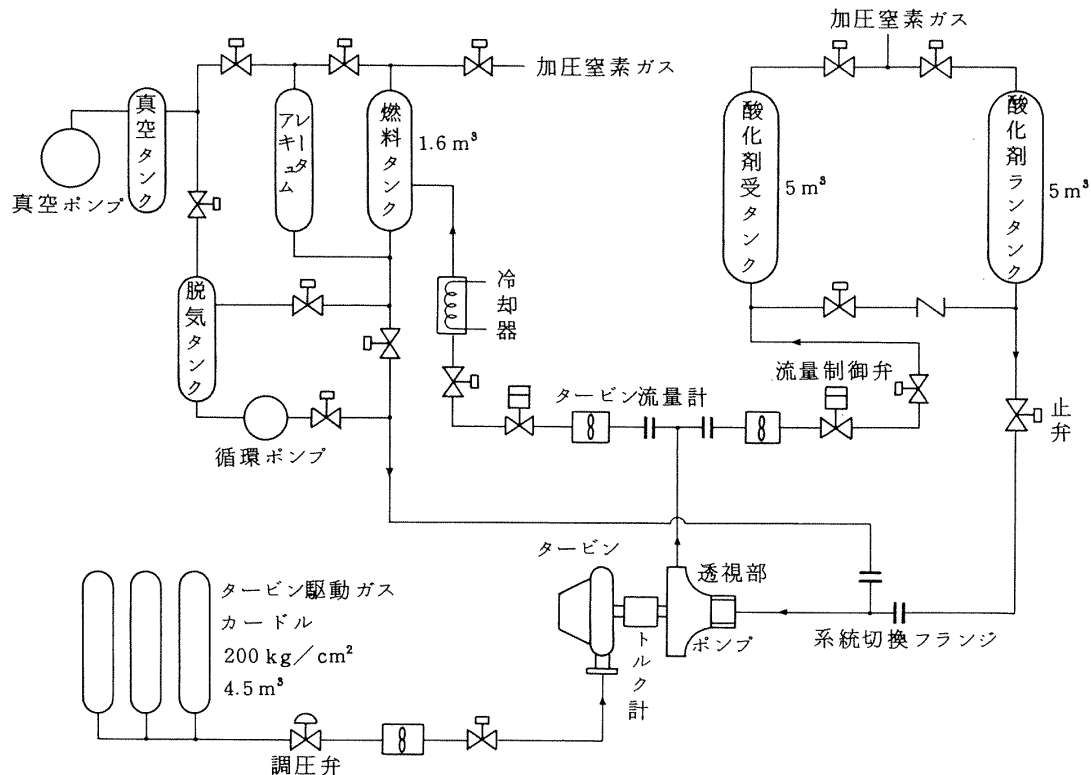 加圧窒素ガス
加圧窒素ガス
真空タンク
アキュム
レータ
燃料タンク
1.6 m³
酸化剤受タンク
5 m³
酸化剤ランタンク
5 m³
真空ポンプ
脱気タンク
冷却器
循環ポンプ
タービン流量計
流量制御弁
止弁
タービン
透視部
トルク計
ポンプ
系統切換フランジ
タービン駆動ガス
カードル
200 kg/cm²
4.5 m³
調圧弁